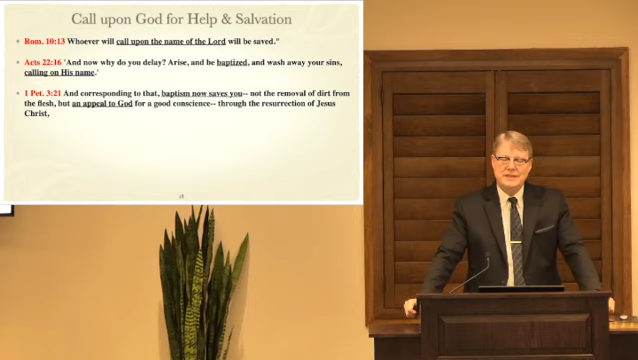 Call upon God for Help & Salvation
• Rom. 10:13 Whoever will call upon the name of the Lord will be saved."
• Acts 22:16 'And now why do you delay? Arise, and be baptized, and wash away your sins,
calling on His name.'
• 1 Pet. 3:21 And corresponding to that, baptism now saves you-- not the removal of dirt from
the flesh, but an appeal to God for a good conscience-- through the resurrection of Jesus
Christ,